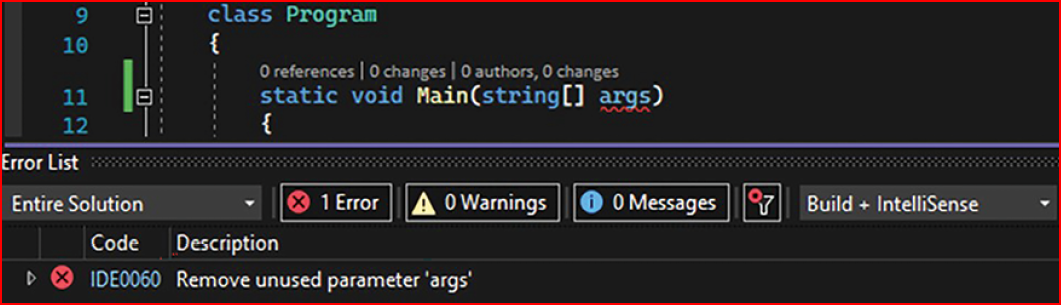 9 class Program
10 {
0 references | 0 changes | 0 authors, 0 changes
11 static void Main(string[] args)
12 {
Error List
Entire Solution 1 Error 0 Warnings 0 Messages Build + IntelliSense
Code Description
IDE0060 Remove unused parameter 'args'